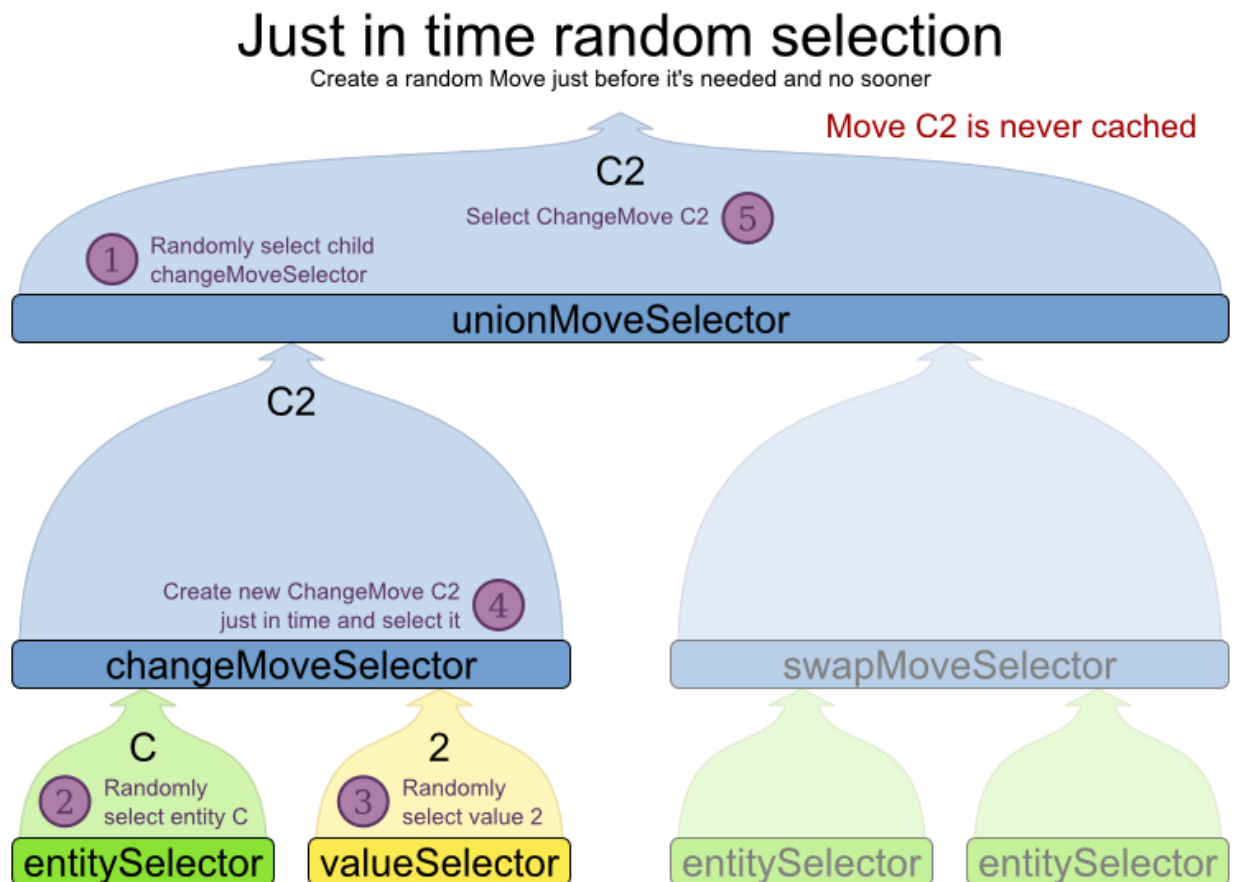 Just in time random selection
Create a random Move just before it's needed and no sooner
Move C2 is never cached
C2
Select ChangeMove C2 5
1 Randomly select child
changeMoveSelector
unionMoveSelector
C2
Create new ChangeMove C2
just in time and select it
4
changeMoveSelector
swapMoveSelector
C
2
2 Randomly
select entity C
3 Randomly
select value 2
entitySelector
valueSelector
entitySelector
entitySelector